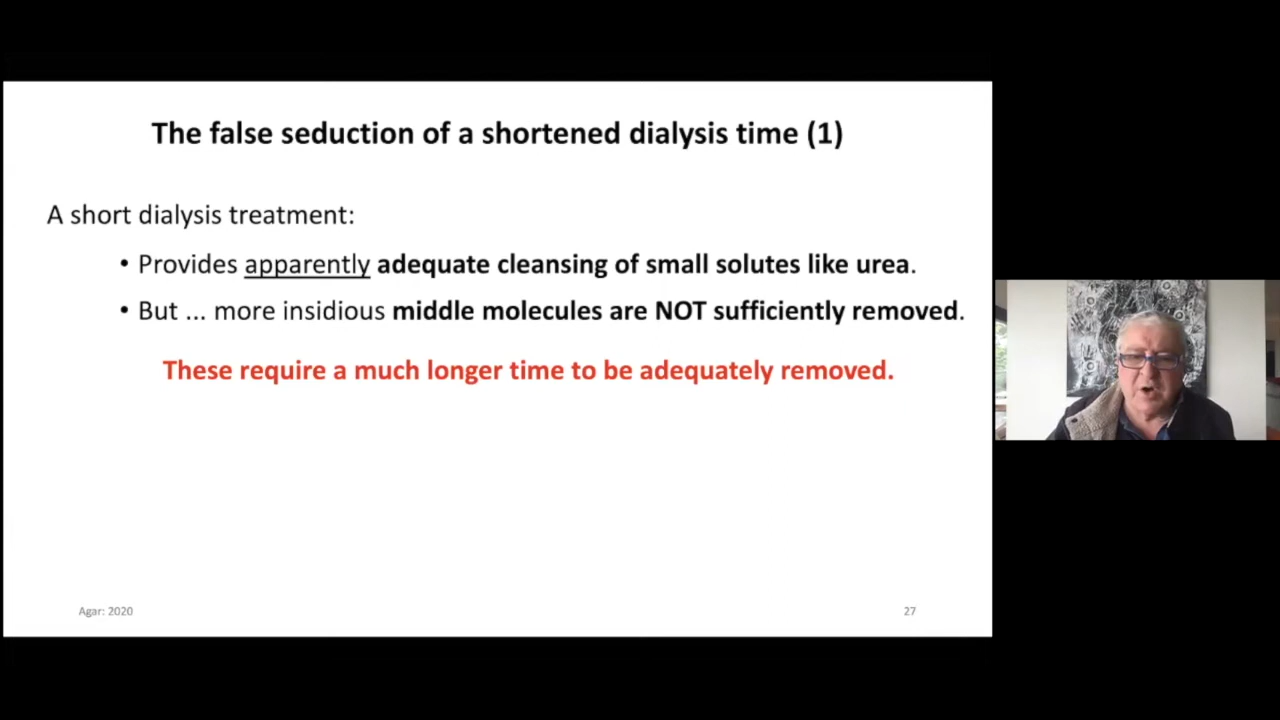 The false seduction of a shortened dialysis time (1)
A short dialysis treatment:
• Provides apparently adequate cleansing of small solutes like urea.
• But ... more insidious middle molecules are NOT sufficiently removed.
These require a much longer time to be adequately removed.
Agar: 2020
27